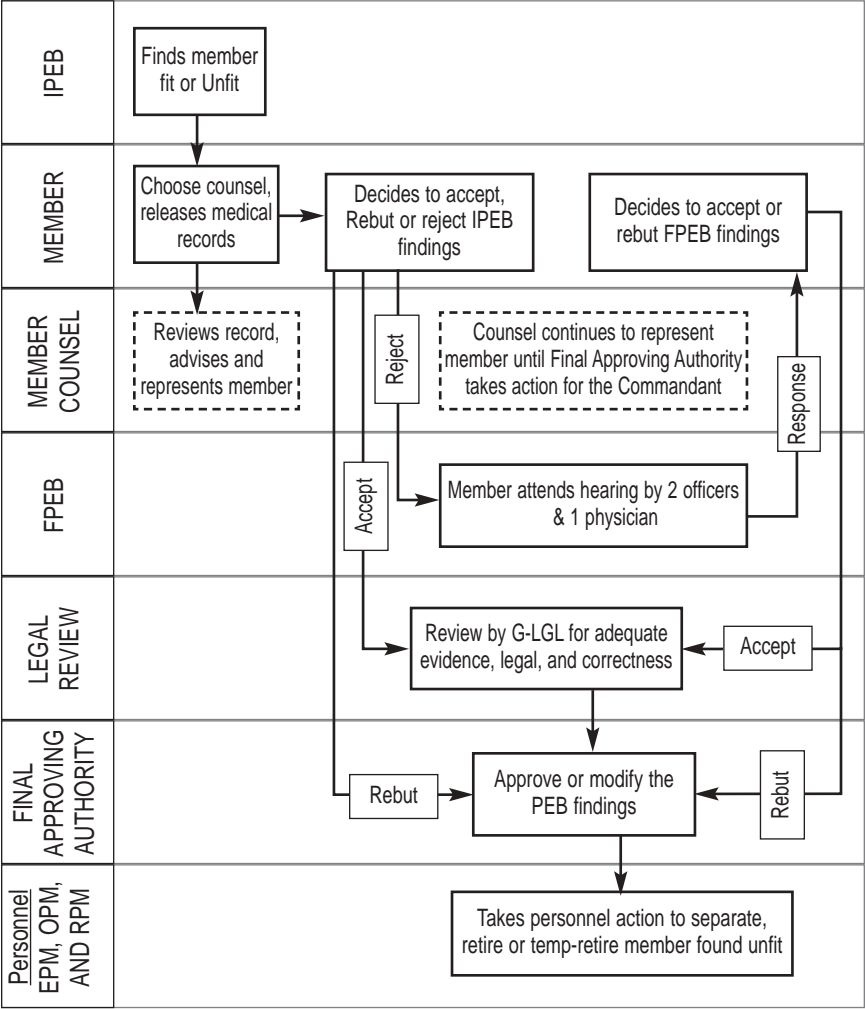 IPEB
Finds member
fit or Unfit
MEMBER
Choose counsel,
releases medical
records
Decides to accept,
Rebut or reject IPEB
findings
Decides to accept or
rebut FPEB findings
MEMBER
COUNSEL
Reviews record,
advises and
represents member
Reject
Counsel continues to represent
member until Final Approving Authority
takes action for the Commandant
Response
FPEB
Accept
Member attends hearing by 2 officers
& 1 physician
LEGAL
REVIEW
Review by G-LGL for adequate
evidence, legal, and correctness
Accept
FINAL
APPROVING
AUTHORITY
Rebut
Approve or modify the
PEB findings
Rebut
Personnel
EPM, OPM,
AND RPM
Takes personnel action to separate,
retire or temp-retire member found unfit